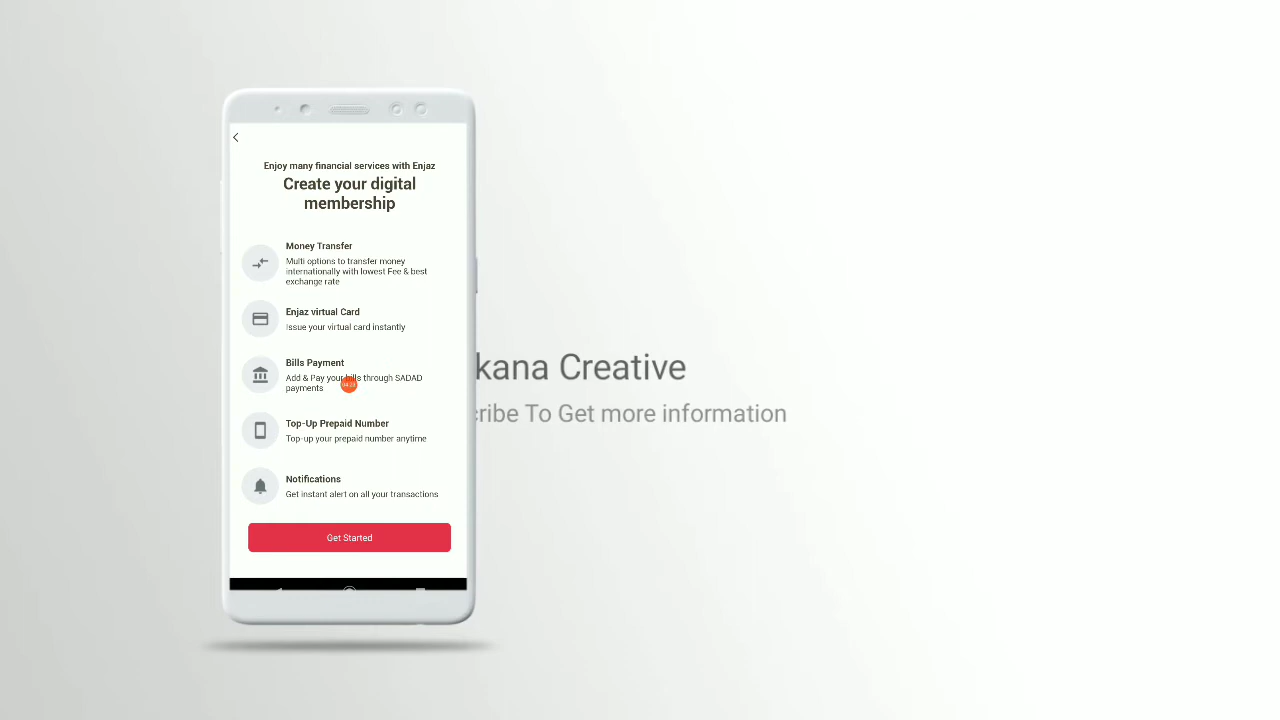 Enjoy many financial services with Enjaz
Create your digital
membership
Money Transfer
Multi options to transfer money
internationally with lowest Fee & best
exchange rate
Enjaz virtual Card
Issue your virtual card instantly
Bills Payment
Add & Pay your bills through SADAD
payments
Top-Up Prepaid Number
Top-up your prepaid number anytime
Notifications
Get instant alert on all your transactions
Get Started
kana Creative
cribe To Get more information